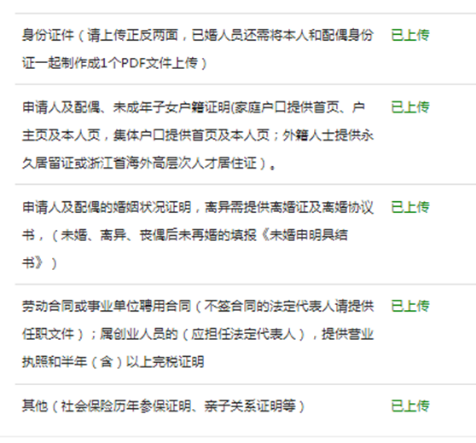 身份证件（请上传正反两面，已婚人员还需将本人和配偶身份 已上传
证一起制作成1个PDF文件上传）
申请人及配偶、未成年子女户籍证明(家庭户口提供首页、户 已上传
主页及本人页，集体户口提供首页及本人页；外籍人士提供永
久居留证或浙江省海外高层次人才居住证）。
申请人及配偶的婚姻状况证明，离异需提供离婚证及离婚协议 已上传
书，（未婚、离异、丧偶后未再婚的填报《未婚申明具结
书》）
劳动合同或事业单位聘用合同（不签合同的法定代表人请提供 已上传
任职文件）；属创业人员的（应担任法定代表人），提供营业
执照和半年（含）以上完税证明
其他（社会保险历年参保证明、亲子关系证明等） 已上传